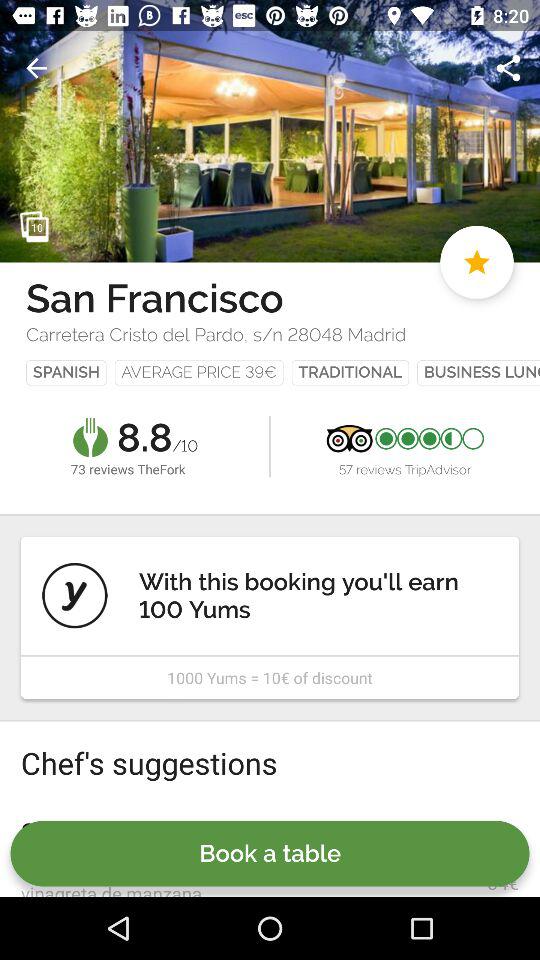 8:20
10
San Francisco
Carretera Cristo del Pardo, s/n 28048 Madrid
SPANISH AVERAGE PRICE 39€ TRADITIONAL BUSINESS LUN
8.8/10
73 reviews TheFork
57 reviews TripAdvisor
y
With this booking you'll earn
100 Yums
1000 Yums = 10€ of discount
Chef's suggestions
Book a table
vinagreta de manzana